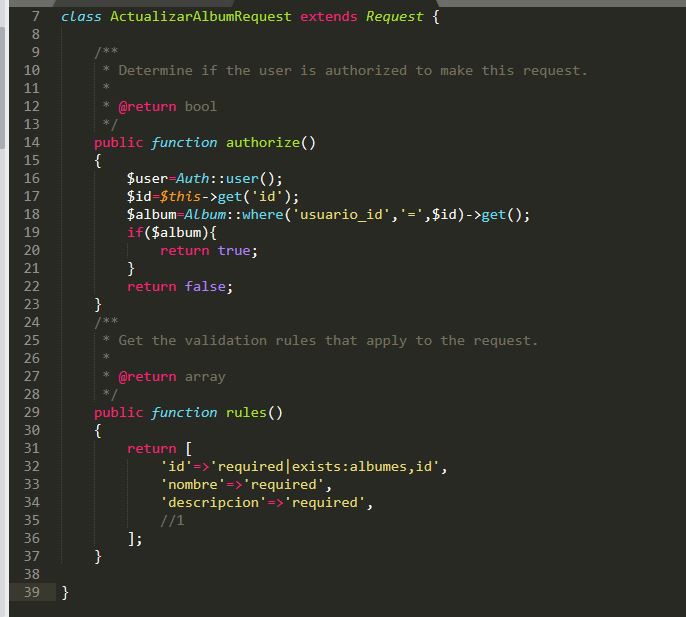 7 class ActualizarAlbumRequest extends Request {
8
9 /**
10 * Determine if the user is authorized to make this request.
11 *
12 * @return bool
13 */
14 public function authorize()
15 {
16 $user=Auth::user();
17 $id=$this->get('id');
18 $album=Album::where('usuario_id','=',$id)->get();
19 if($album){
20 return true;
21 }
22 return false;
23 }
24 /**
25 * Get the validation rules that apply to the request.
26 *
27 * @return array
28 */
29 public function rules()
30 {
31 return [
32 'id'=>'required|exists:albumes,id',
33 'nombre'=>'required',
34 'descripcion'=>'required',
35 //1
36 ];
37 }
38
39 }